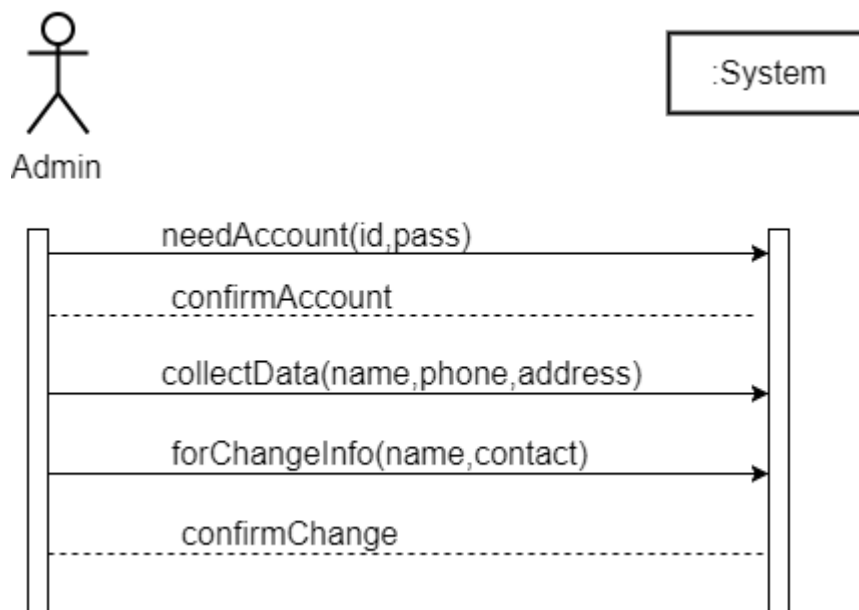 :System
Admin
needAccount(id,pass)
confirmAccount
collectData(name,phone,address)
forChangeInfo(name,contact)
confirmChange